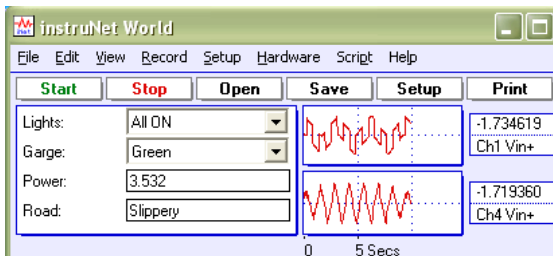 instruNet World
File Edit View Record Setup Hardware Script Help
Start Stop Open Save Setup Print
Lights: All ON
Garge: Green
Power: 3.532
Road: Slippery
-1.734619
Ch1 Vin+
-1.719360
Ch4 Vin+
0 5 Secs